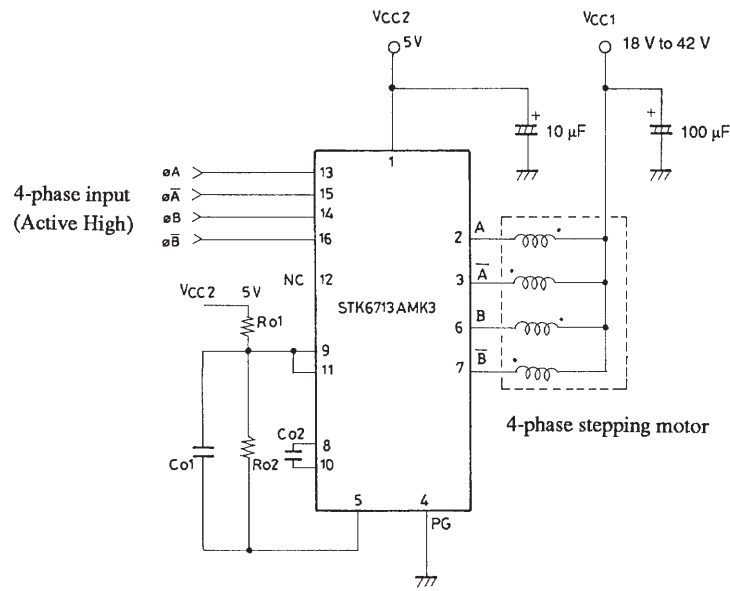 VCC2
5V
VCC1
18 V to 42 V
+
10 µF
+
100 µF
1
4-phase input
(Active High)
øA
13
øA̅
15
øB
14
øB̅
16
NC
12
STK6713AMK3
2
A
3
A̅
6
B
7
B̅
4-phase stepping motor
VCC2
5V
Ro1
9
11
Co1
Ro2
Co2
8
10
5
4
PG